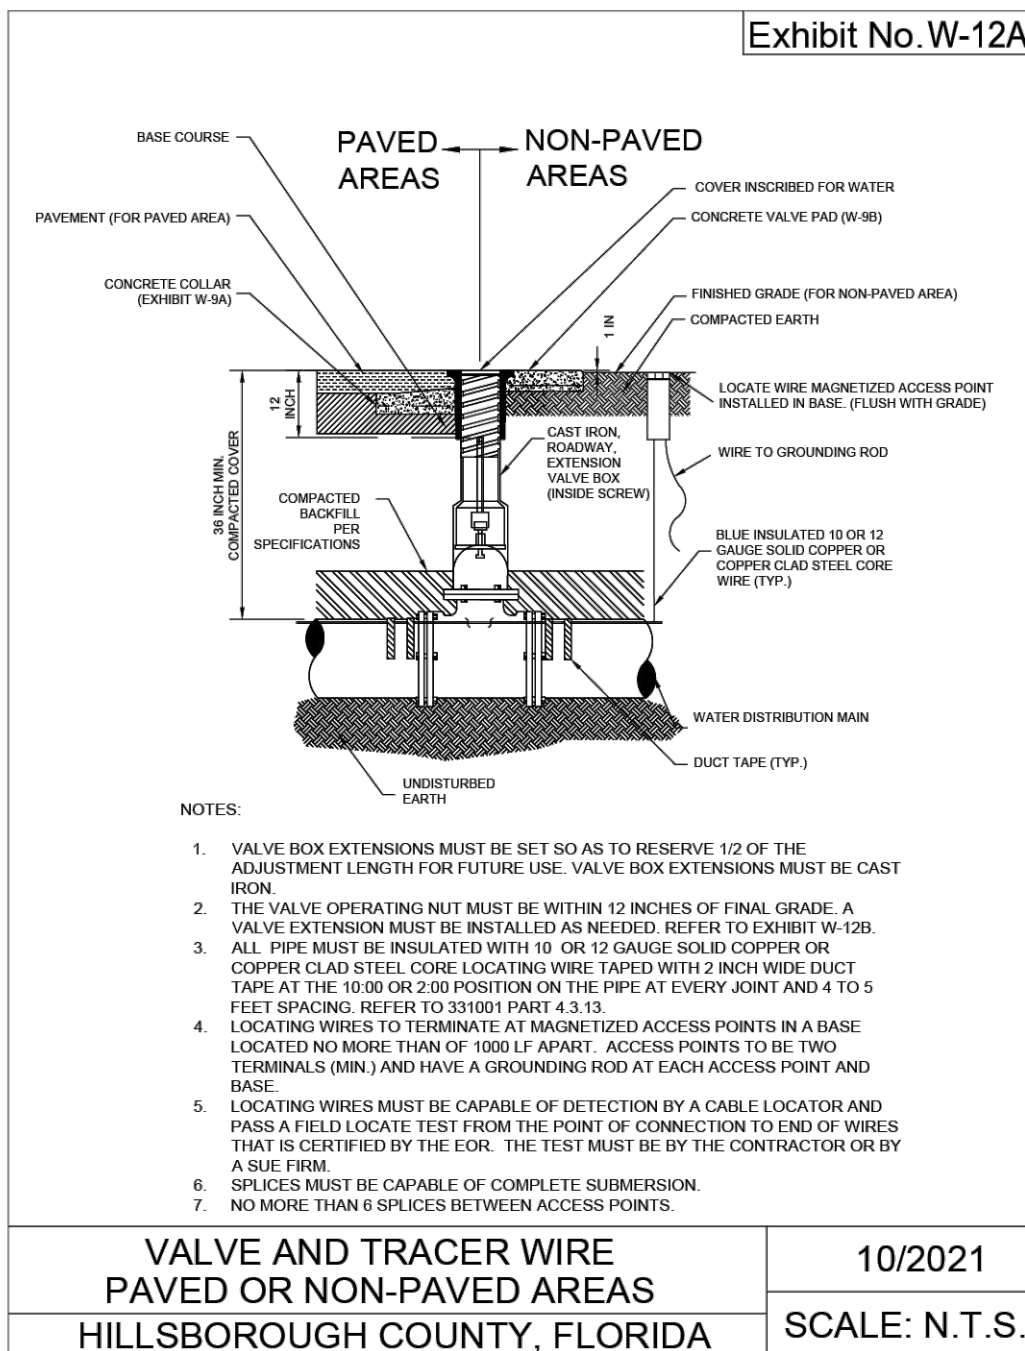 Exhibit No. W-12A
PAVED
AREAS
NON-PAVED
AREAS
BASE COURSE
PAVEMENT (FOR PAVED AREA)
CONCRETE COLLAR
(EXHIBIT W-9A)
COVER INSCRIBED FOR WATER
CONCRETE VALVE PAD (W-9B)
FINISHED GRADE (FOR NON-PAVED AREA)
1 IN
COMPACTED EARTH
LOCATE WIRE MAGNETIZED ACCESS POINT
INSTALLED IN BASE. (FLUSH WITH GRADE)
12
INCH
36 INCH MIN.
COMPACTED COVER
CAST IRON,
ROADWAY,
EXTENSION
VALVE BOX
(INSIDE SCREW)
WIRE TO GROUNDING ROD
COMPACTED
BACKFILL
PER
SPECIFICATIONS
BLUE INSULATED 10 OR 12
GAUGE SOLID COPPER OR
COPPER CLAD STEEL CORE
WIRE (TYP.)
WATER DISTRIBUTION MAIN
DUCT TAPE (TYP.)
UNDISTURBED
EARTH
NOTES:
1. VALVE BOX EXTENSIONS MUST BE SET SO AS TO RESERVE 1/2 OF THE
ADJUSTMENT LENGTH FOR FUTURE USE. VALVE BOX EXTENSIONS MUST BE CAST
IRON.
2. THE VALVE OPERATING NUT MUST BE WITHIN 12 INCHES OF FINAL GRADE. A
VALVE EXTENSION MUST BE INSTALLED AS NEEDED. REFER TO EXHIBIT W-12B.
3. ALL PIPE MUST BE INSULATED WITH 10 OR 12 GAUGE SOLID COPPER OR
COPPER CLAD STEEL CORE LOCATING WIRE TAPED WITH 2 INCH WIDE DUCT
TAPE AT THE 10:00 OR 2:00 POSITION ON THE PIPE AT EVERY JOINT AND 4 TO 5
FEET SPACING. REFER TO 331001 PART 4.3.13.
4. LOCATING WIRES TO TERMINATE AT MAGNETIZED ACCESS POINTS IN A BASE
LOCATED NO MORE THAN OF 1000 LF APART. ACCESS POINTS TO BE TWO
TERMINALS (MIN.) AND HAVE A GROUNDING ROD AT EACH ACCESS POINT AND
BASE.
5. LOCATING WIRES MUST BE CAPABLE OF DETECTION BY A CABLE LOCATOR AND
PASS A FIELD LOCATE TEST FROM THE POINT OF CONNECTION TO END OF WIRES
THAT IS CERTIFIED BY THE EOR. THE TEST MUST BE BY THE CONTRACTOR OR BY
A SUE FIRM.
6. SPLICES MUST BE CAPABLE OF COMPLETE SUBMERSION.
7. NO MORE THAN 6 SPLICES BETWEEN ACCESS POINTS.
VALVE AND TRACER WIRE
PAVED OR NON-PAVED AREAS
HILLSBOROUGH COUNTY, FLORIDA
10/2021
SCALE: N.T.S.